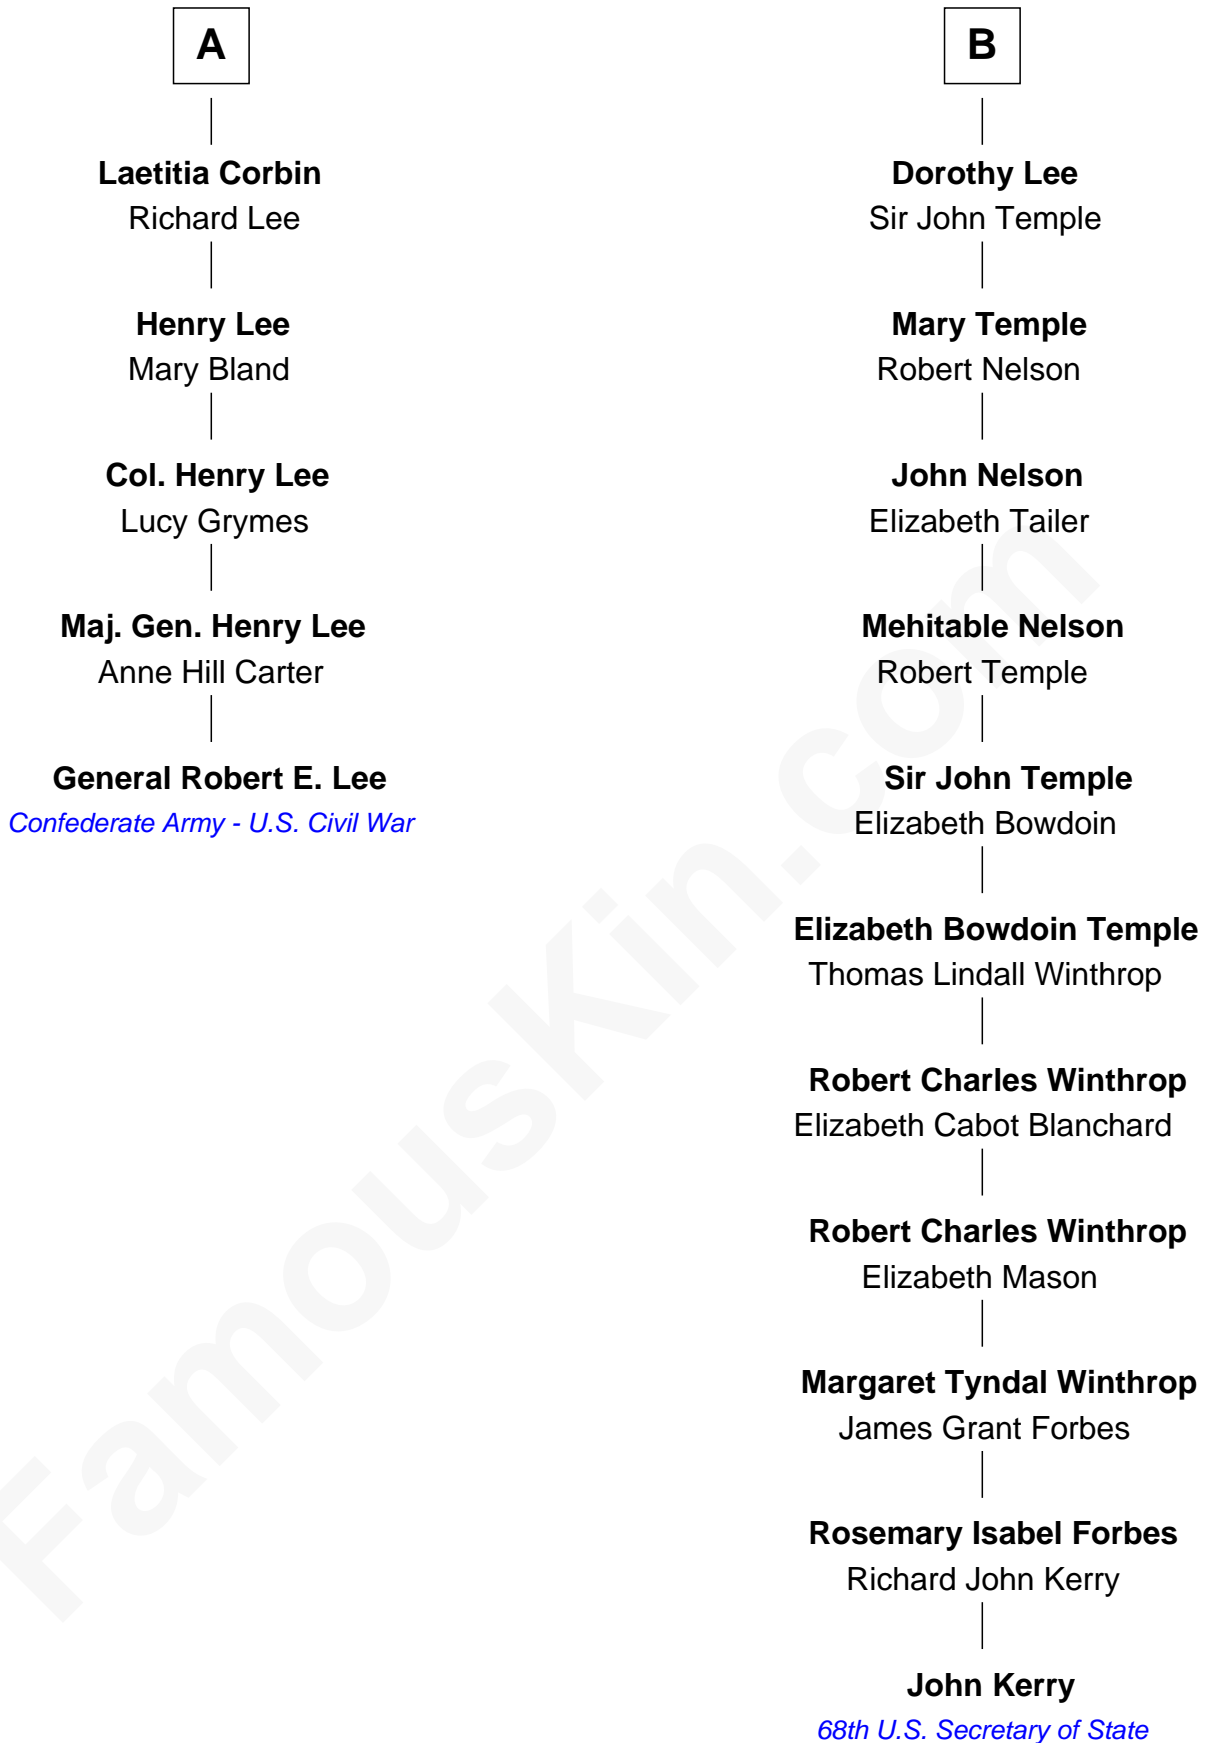 A
Laetitia Corbin
Richard Lee
Henry Lee
Mary Bland
Col. Henry Lee
Lucy Grymes
Maj. Gen. Henry Lee
Anne Hill Carter
General Robert E. Lee
Confederate Army - U.S. Civil War
B
Dorothy Lee
Sir John Temple
Mary Temple
Robert Nelson
John Nelson
Elizabeth Tailer
Mehitable Nelson
Robert Temple
Sir John Temple
Elizabeth Bowdoin
Elizabeth Bowdoin Temple
Thomas Lindall Winthrop
Robert Charles Winthrop
Elizabeth Cabot Blanchard
Robert Charles Winthrop
Elizabeth Mason
Margaret Tyndal Winthrop
James Grant Forbes
Rosemary Isabel Forbes
Richard John Kerry
John Kerry
68th U.S. Secretary of State
FamousKin.com